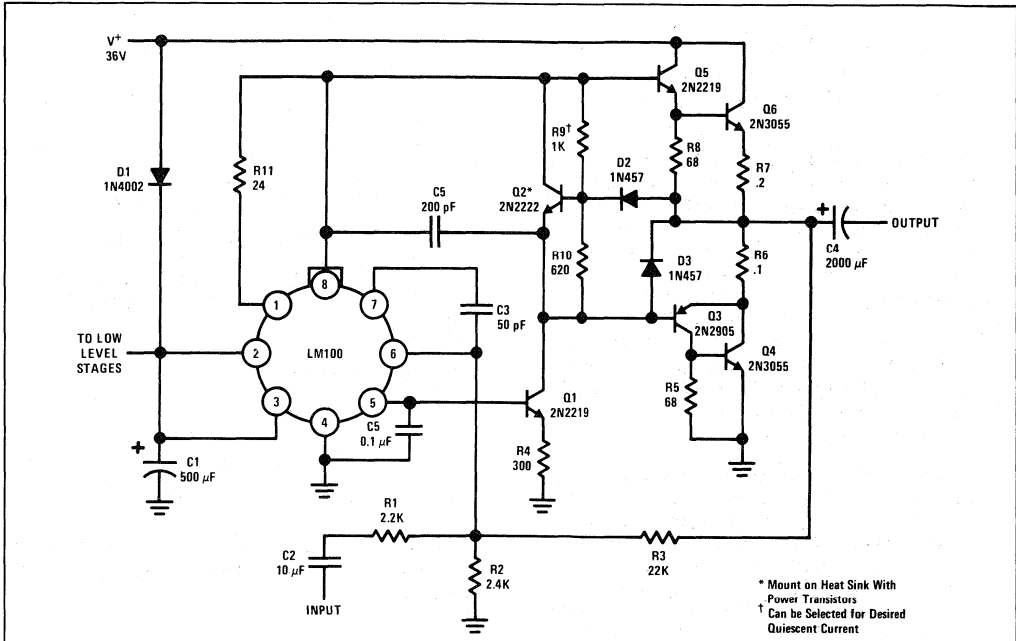 V+
36V
Q5
2N2219
Q6
2N3055
R9†
1K
D2
1N457
R8
68
R7
.2
D1
1N4002
R11
24
C5
200 pF
Q2*
2N2222
C4
2000 µF
OUTPUT
R10
620
D3
1N457
R6
.1
8
1
7
C3
50 pF
Q3
2N2905
TO LOW
LEVEL
STAGES
2
LM100
6
Q4
2N3055
3
5
4
Q1
2N2219
R5
68
C5
0.1 µF
C1
500 µF
R4
300
R1
2.2K
C2
10 µF
R2
2.4K
R3
22K
INPUT
* Mount on Heat Sink With
Power Transistors
† Can be Selected for Desired
Quiescent Current